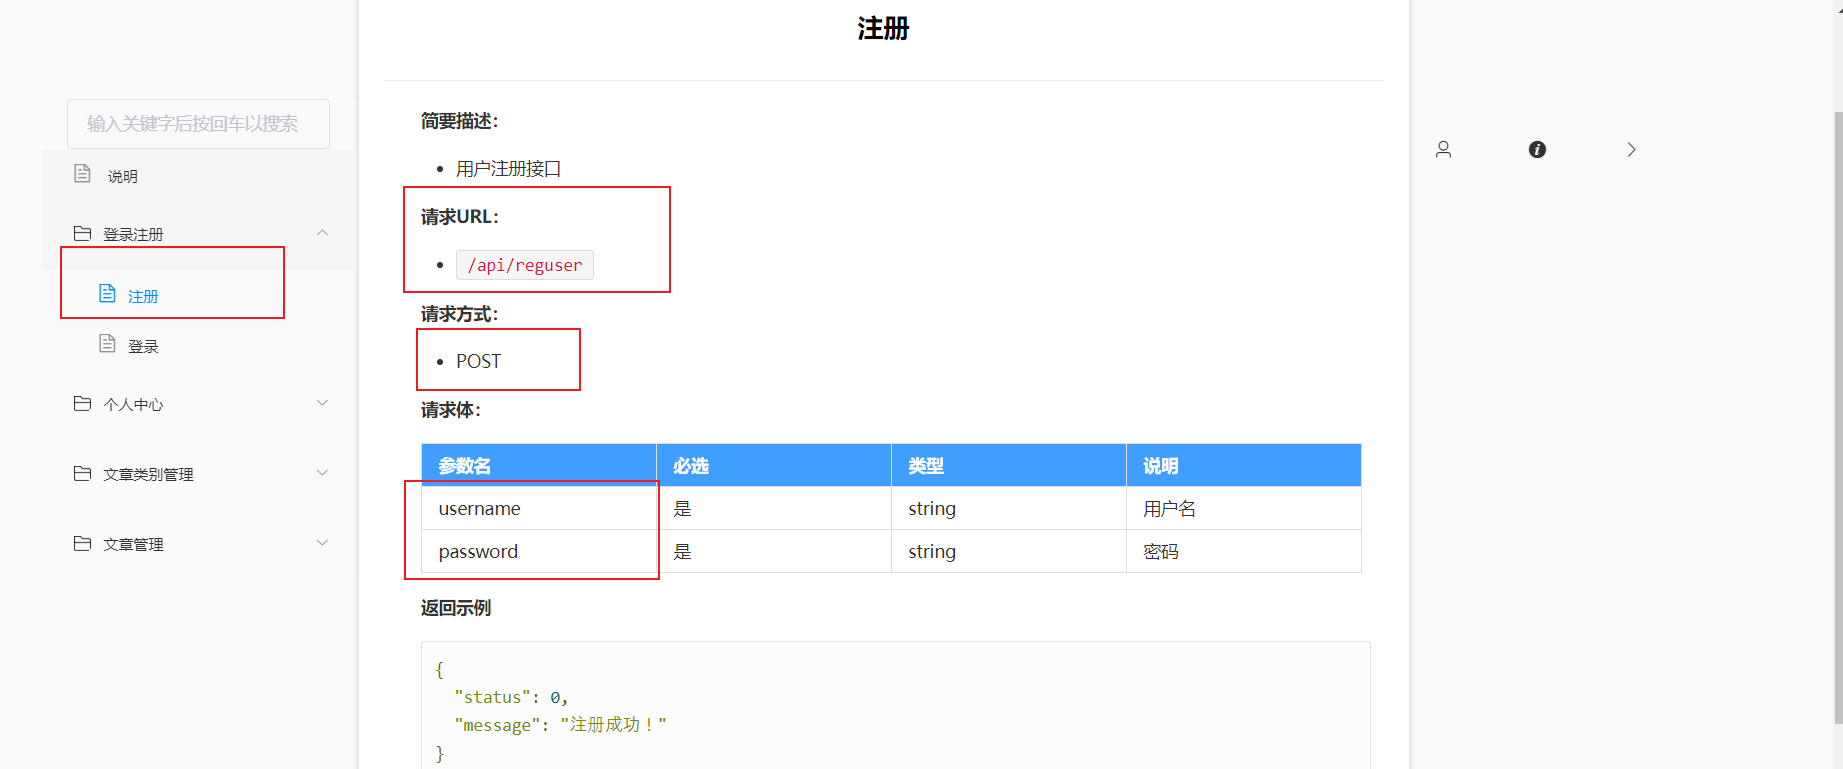 输入关键字后按回车以搜索
说明
登录注册
注册
登录
个人中心
文章类别管理
文章管理
注册
简要描述：
用户注册接口
请求URL：
/api/reguser
请求方式：
POST
请求体：
参数名 必选 类型 说明
username 是 string 用户名
password 是 string 密码
返回示例
{
"status": 0,
"message": "注册成功！"
}